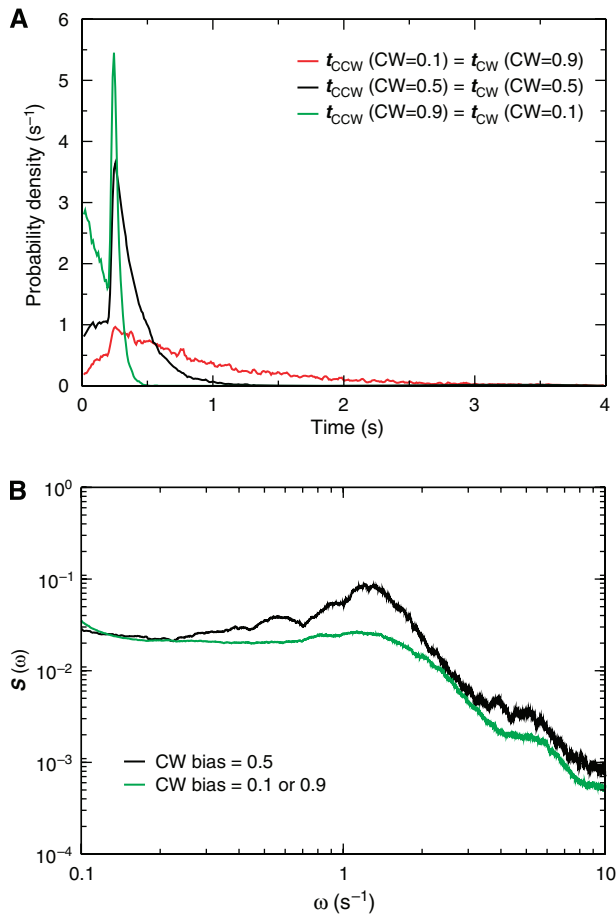 A
Probability density (s⁻¹)
6
5
4
3
2
1
0
0 1 2 3 4
Time (s)
t_CCW (CW=0.1) = t_CW (CW=0.9)
t_CCW (CW=0.5) = t_CW (CW=0.5)
t_CCW (CW=0.9) = t_CW (CW=0.1)
B
S (ω)
10⁰
10⁻¹
10⁻²
10⁻³
10⁻⁴
CW bias = 0.5
CW bias = 0.1 or 0.9
0.1 1 10
ω (s⁻¹)